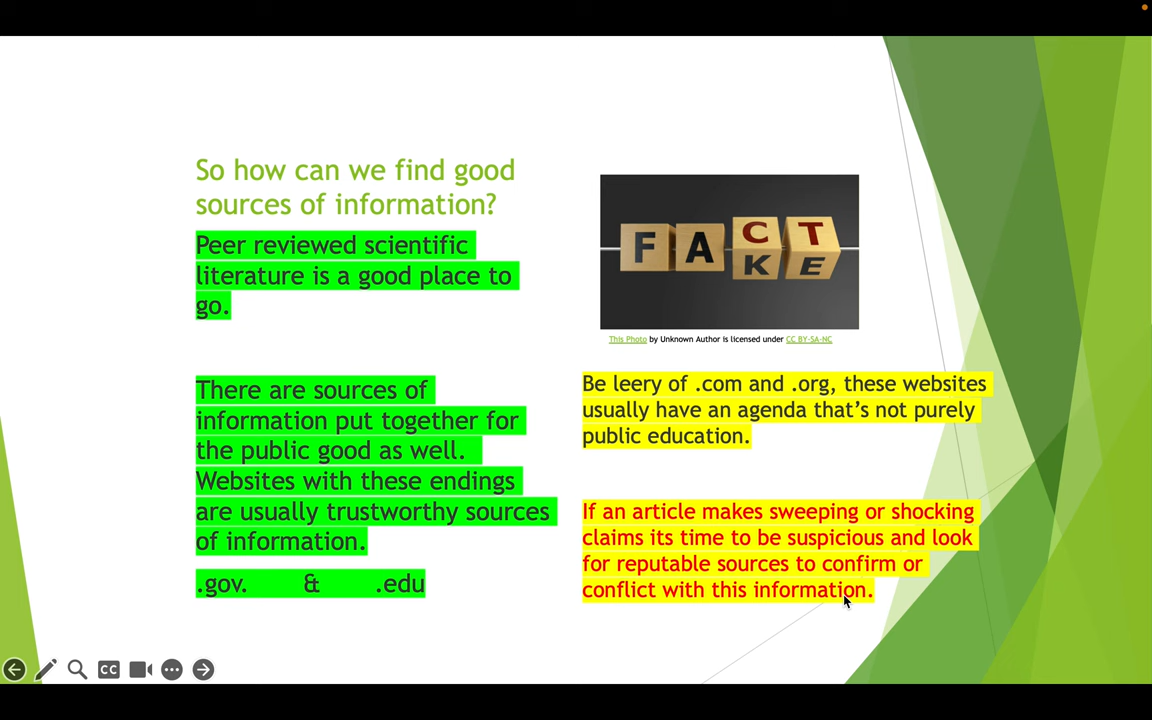 So how can we find good
sources of information?
Peer reviewed scientific
literature is a good place to
go.
There are sources of
information put together for
the public good as well.
Websites with these endings
are usually trustworthy sources
of information.
.gov. & .edu
FACT
KE
This Photo by Unknown Author is licensed under CC BY-SA-NC
Be leery of .com and .org, these websites
usually have an agenda that’s not purely
public education.
If an article makes sweeping or shocking
claims its time to be suspicious and look
for reputable sources to confirm or
conflict with this information.
CC